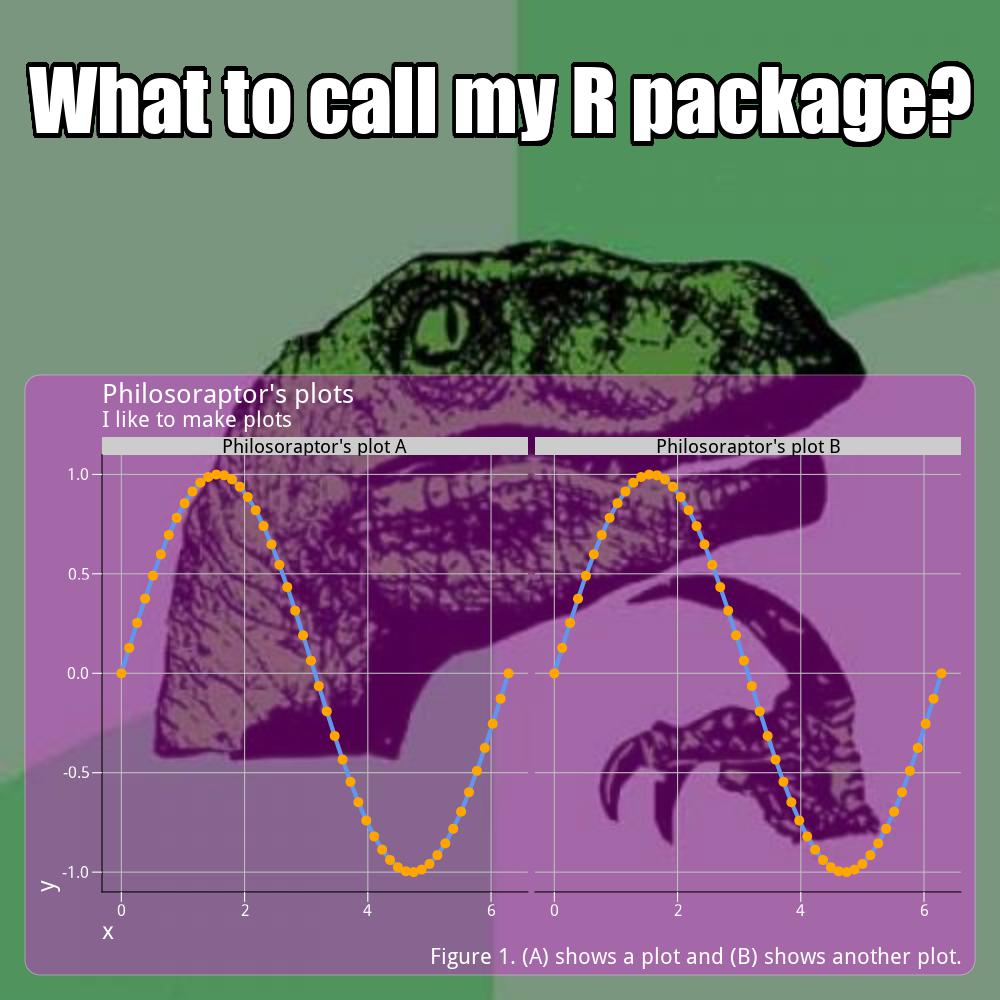 What to call my R package?
Philosoraptor's plots
I like to make plots
Philosoraptor's plot A
Philosoraptor's plot B
1.0
0.5
0.0
-0.5
-1.0
y
0 2 4 6
0 2 4 6
x
Figure 1. (A) shows a plot and (B) shows another plot.